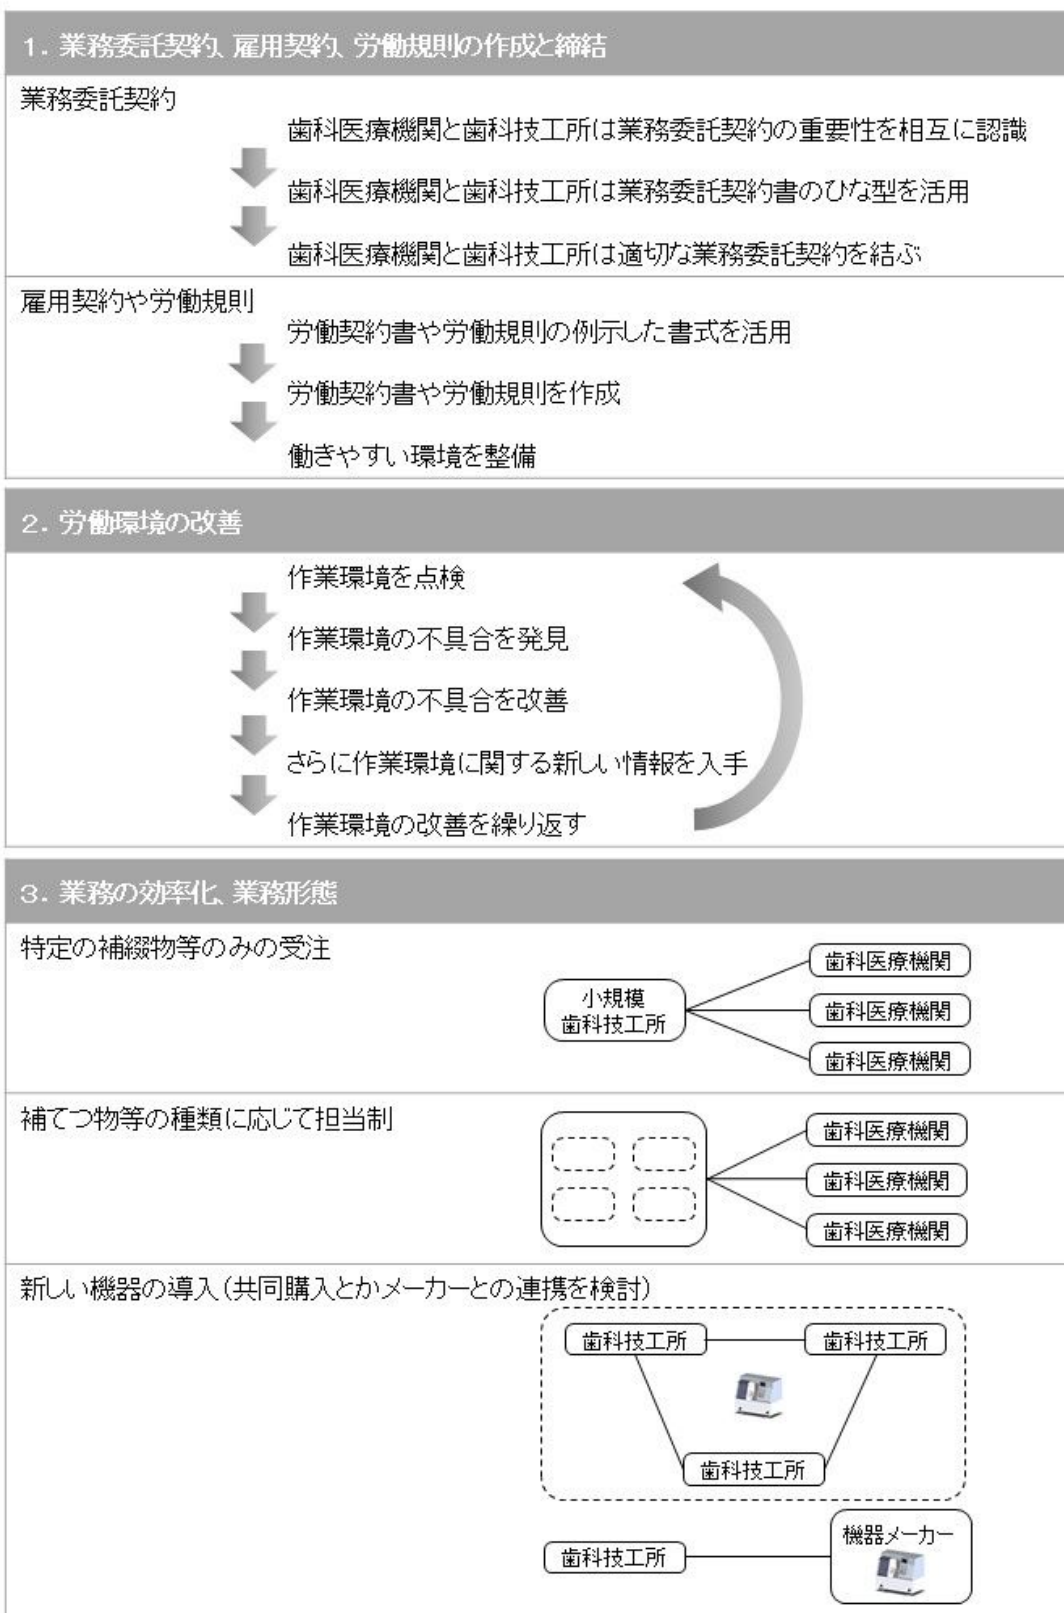 1. 業務委託契約、雇用契約、労働規則の作成と締結
業務委託契約
歯科医療機関と歯科技工所は業務委託契約の重要性を相互に認識
歯科医療機関と歯科技工所は業務委託契約書のひな型を活用
歯科医療機関と歯科技工所は適切な業務委託契約を結ぶ
雇用契約や労働規則
労働契約書や労働規則の例示した書式を活用
労働契約書や労働規則を作成
働きやすい環境を整備
2. 労働環境の改善
作業環境を点検
作業環境の不具合を発見
作業環境の不具合を改善
さらに作業環境に関する新しい情報を入手
作業環境の改善を繰り返す
3. 業務の効率化、業務形態
特定の補綴物等のみの受注
小規模
歯科技工所
歯科医療機関
歯科医療機関
歯科医療機関
補てつ物等の種類に応じて担当制
歯科医療機関
歯科医療機関
歯科医療機関
新しい機器の導入(共同購入とかメーカーとの連携を検討)
歯科技工所
歯科技工所
歯科技工所
歯科技工所
機器メーカー